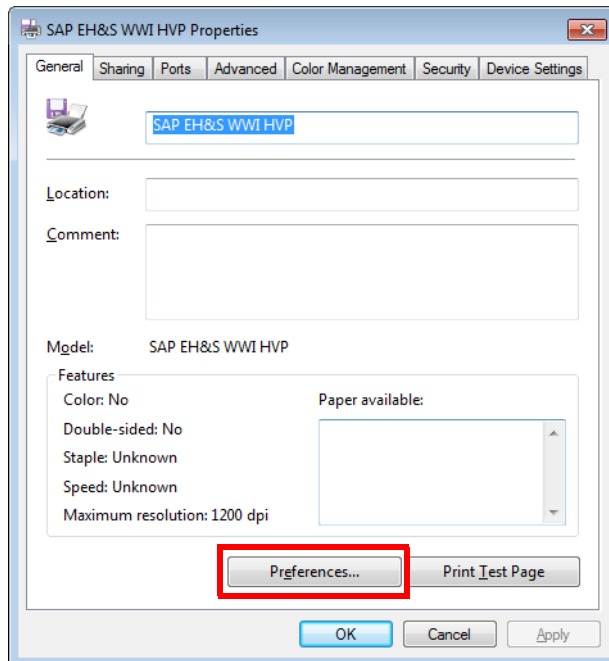 SAP EH&S WWI HVP Properties
General Sharing Ports Advanced Color Management Security Device Settings
SAP EH&S WWI HVP
Location:
Comment:
Model: SAP EH&S WWI HVP
Features
Color: No Paper available:
Double-sided: No
Staple: Unknown
Speed: Unknown
Maximum resolution: 1200 dpi
Preferences... Print Test Page
OK Cancel Apply